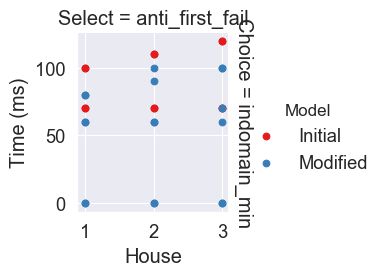 Select = anti_first_fail
Choice = indomain_min
Time (ms)
100
50
0
1 2 3
House
Model
Initial
Modified